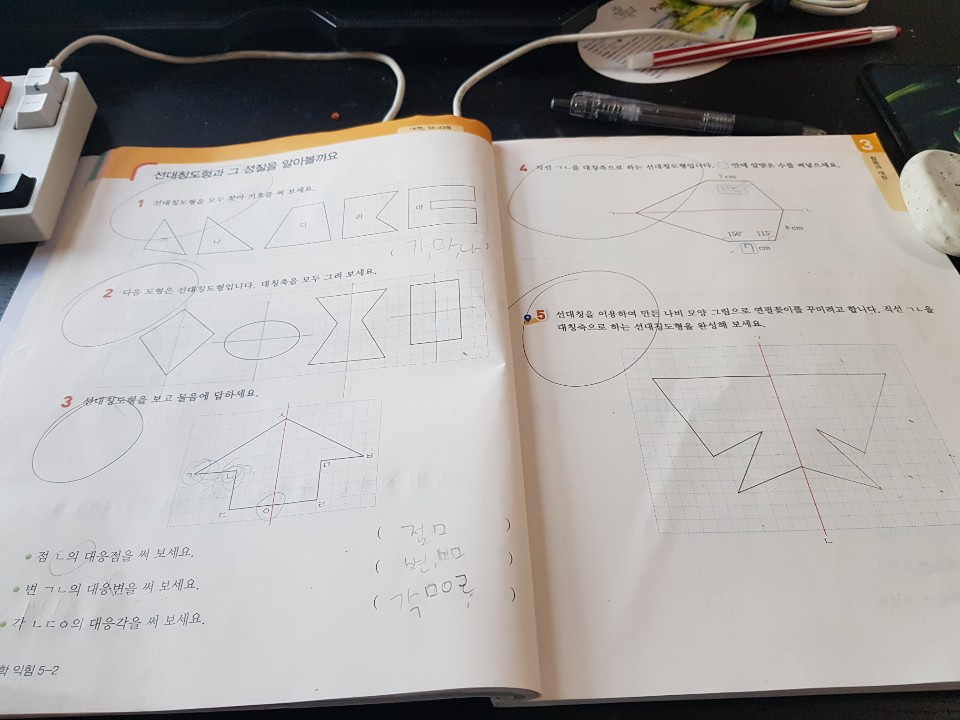 선대칭도형과 그 성질을 알아볼까요
1 선대칭도형을 모두 찾아 기호를 써 보세요.
가 나 다 라 마
2 다음 도형은 선대칭도형입니다. 대칭축을 모두 그려 보세요.
3 선대칭도형을 보고 물음에 답하세요.
ㅅ
ㄱ ㄴ ㅁ ㅂ
ㄷ ㅇ
점 ㄴ의 대응점을 써 보세요. ( 점ㅁ )
변 ㄱㄴ의 대응변을 써 보세요.
각 ㄴㄷㅇ의 대응각을 써 보세요.
학 익힘 5-2
3
합동과 대칭
4 직선 ㄱㄴ을 대칭축으로 하는 선대칭도형입니다. □ 안에 알맞은 수를 써넣으세요.
7 cm
115
8 cm
150° 115°
7 cm
5 선대칭을 이용하여 만든 나비 모양 그림으로 연필꽂이를 꾸미려고 합니다. 직선 ㄱㄴ을
대칭축으로 하는 선대칭도형을 완성해 보세요.
ㄱ
ㄴ